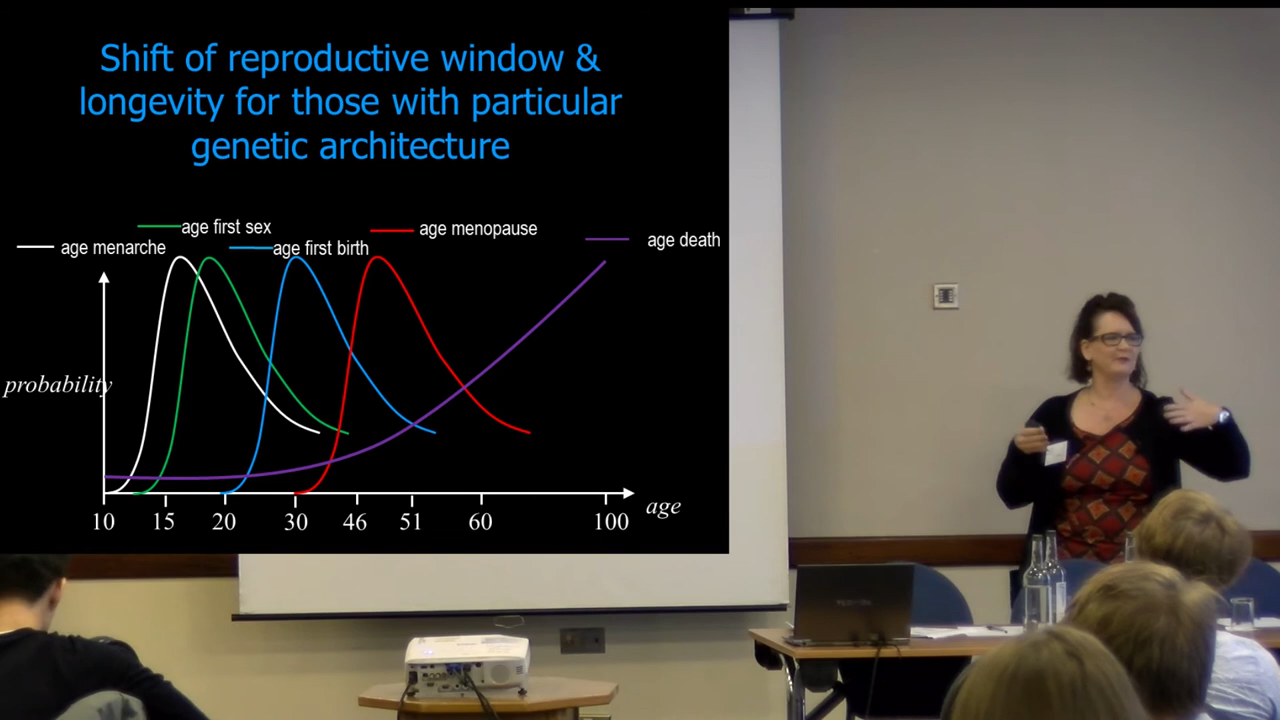 Shift of reproductive window &
longevity for those with particular
genetic architecture
age first sex
age menopause
age death
age menarche
age first birth
probability
age
10 15 20 30 46 51 60 100